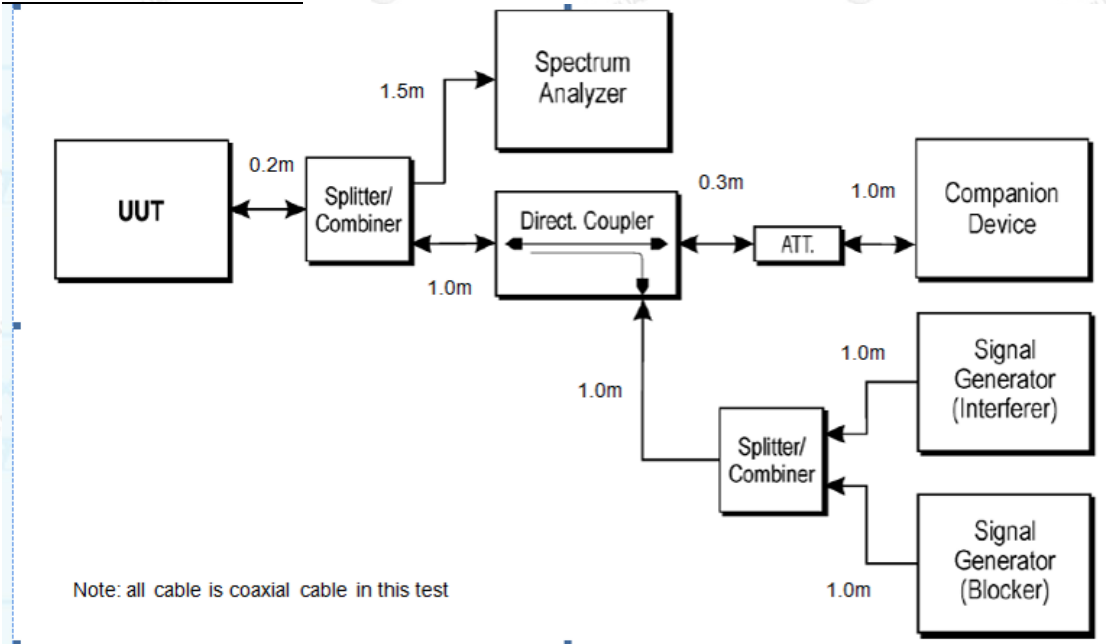 Spectrum
Analyzer
1.5m
UUT
0.2m
Splitter/
Combiner
Direct. Coupler
0.3m
ATT.
1.0m
Companion
Device
1.0m
1.0m
Signal
Generator
(Interferer)
1.0m
Splitter/
Combiner
Signal
Generator
(Blocker)
1.0m
Note: all cable is coaxial cable in this test